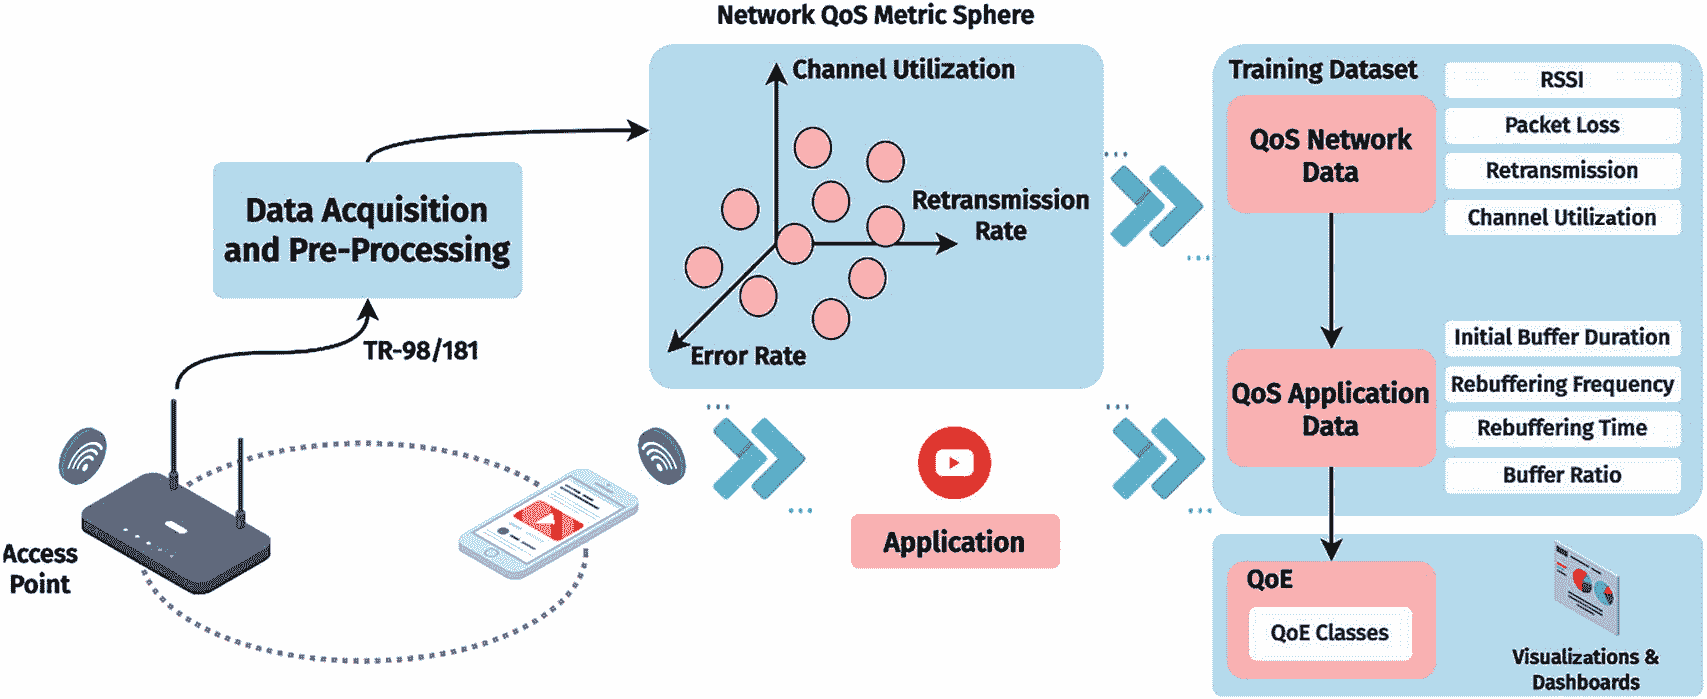 Network QoS Metric Sphere
Channel Utilization
Retransmission
Rate
Error Rate
Data Acquisition
and Pre-Processing
TR-98/181
Access
Point
Application
Training Dataset
QoS Network
Data
RSSI
Packet Loss
Retransmission
Channel Utilization
QoS Application
Data
Initial Buffer Duration
Rebuffering Frequency
Rebuffering Time
Buffer Ratio
QoE
QoE Classes
Visualizations &
Dashboards